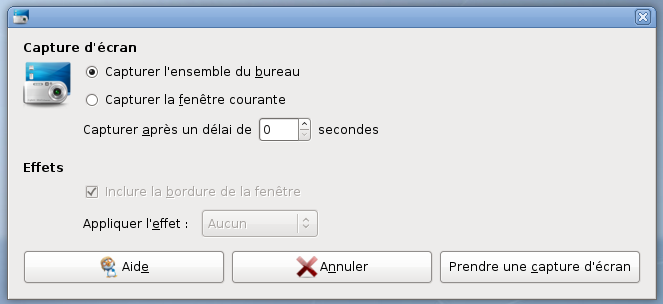 Capture d'écran
Capturer l'ensemble du bureau
Capturer la fenêtre courante
Capturer après un délai de 0 secondes
Effets
Inclure la bordure de la fenêtre
Appliquer l'effet : Aucun
Aide Annuler Prendre une capture d'écran